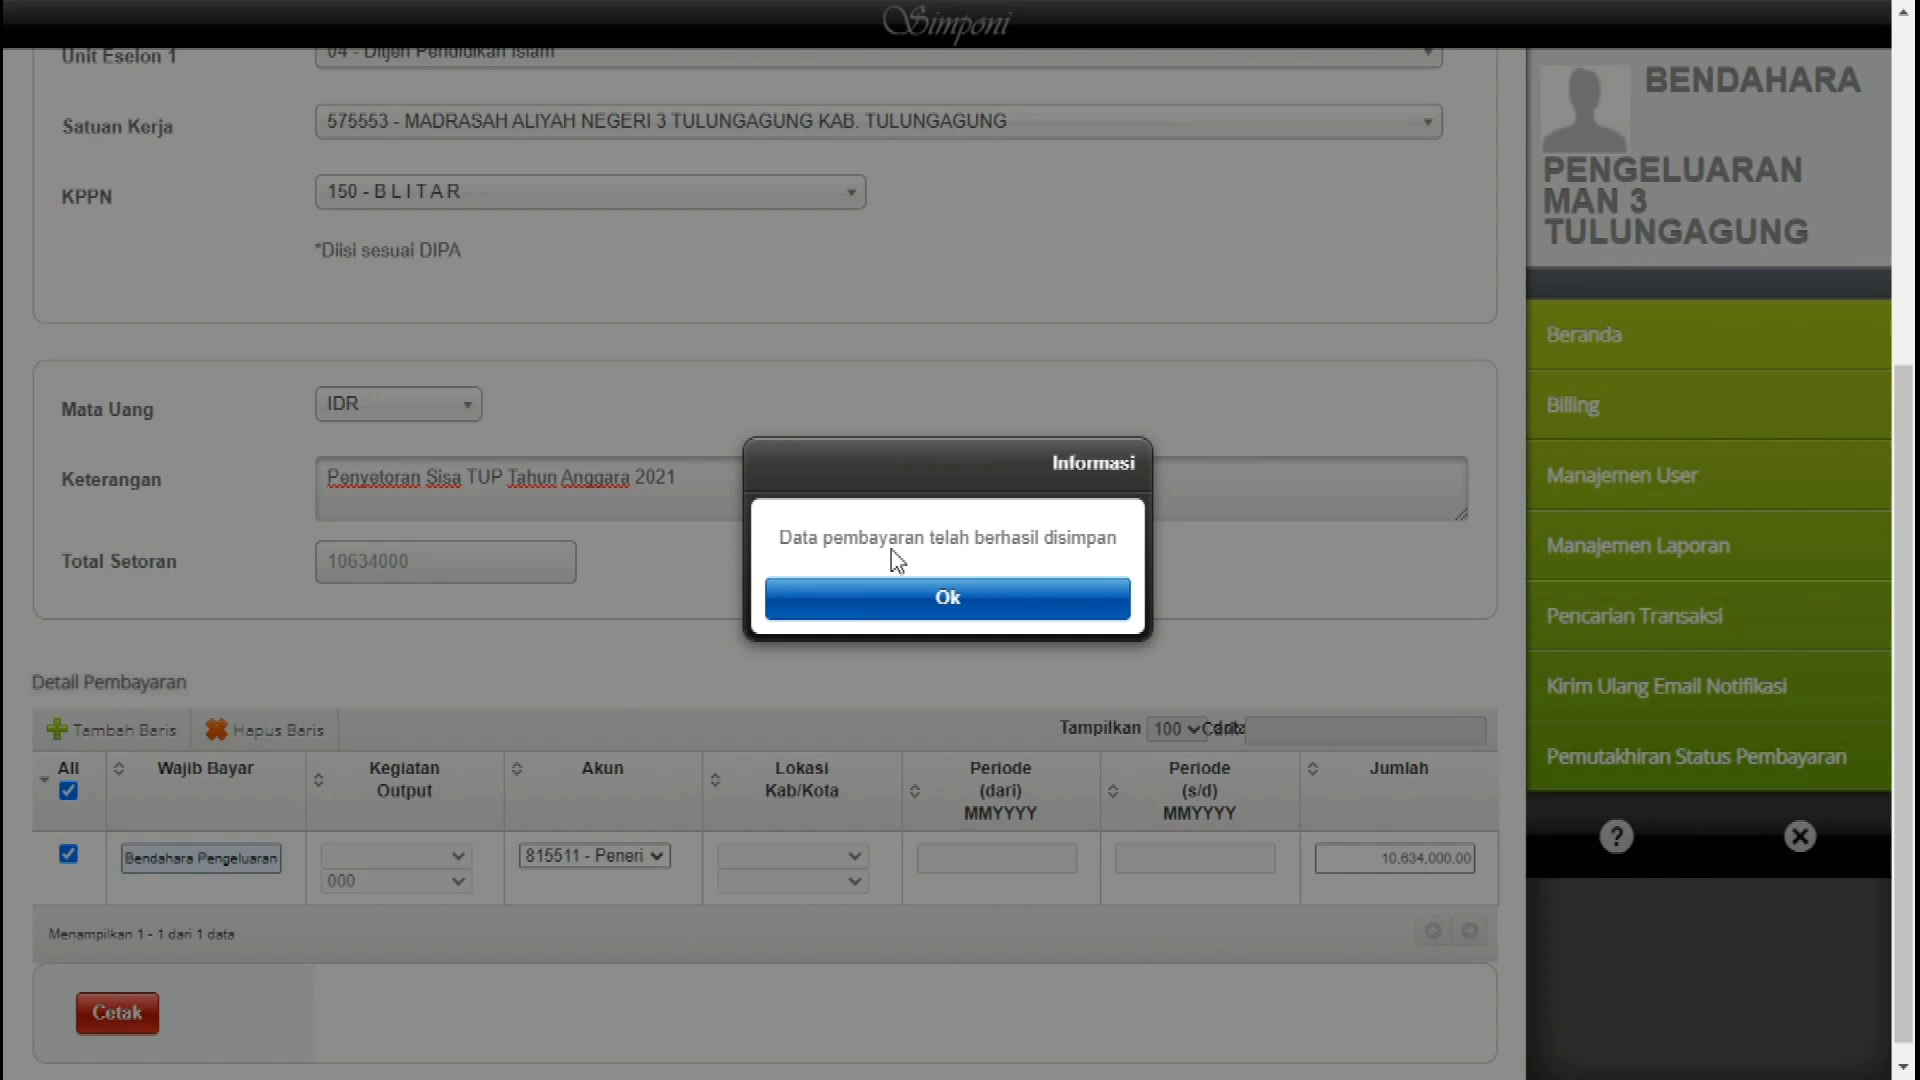 Simponi
Unit Eselon 1
04 - Ditjen Pendidikan Islam
Satuan Kerja
575553 - MADRASAH ALIYAH NEGERI 3 TULUNGAGUNG KAB. TULUNGAGUNG
KPPN
150 - B L I T A R
*Diisi sesuai DIPA
Mata Uang
IDR
Keterangan
Penyetoran Sisa TUP Tahun Anggara 2021
Total Setoran
10634000
Informasi
Data pembayaran telah berhasil disimpan
Ok
Detail Pembayaran
Tambah Baris
Hapus Baris
Tampilkan 100
All
Wajib Bayar
Kegiatan
Output
Akun
Lokasi
Kab/Kota
Periode
(dari)
MMYYYY
Periode
(s/d)
MMYYYY
Jumlah
Bendahara Pengeluaran
000
815511 - Peneri
10.634.000.00
Menampilkan 1 - 1 dari 1 data
Cetak
BENDAHARA
PENGELUARAN
MAN 3
TULUNGAGUNG
Beranda
Billing
Manajemen User
Manajemen Laporan
Pencarian Transaksi
Kirim Ulang Email Notifikasi
Pemutakhiran Status Pembayaran
?